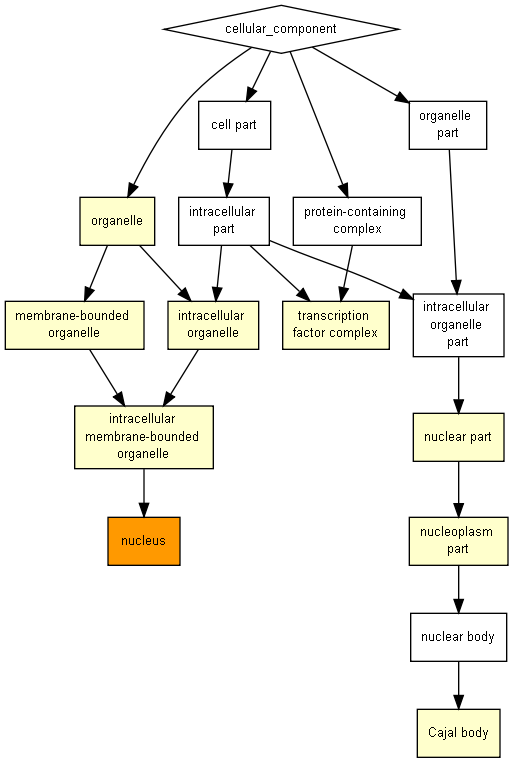 cellular_component
cell part
organelle
part
organelle
intracellular
part
protein-containing
complex
membrane-bounded
organelle
intracellular
organelle
transcription
factor complex
intracellular
organelle
part
intracellular
membrane-bounded
organelle
nuclear part
nucleus
nucleoplasm
part
nuclear body
Cajal body